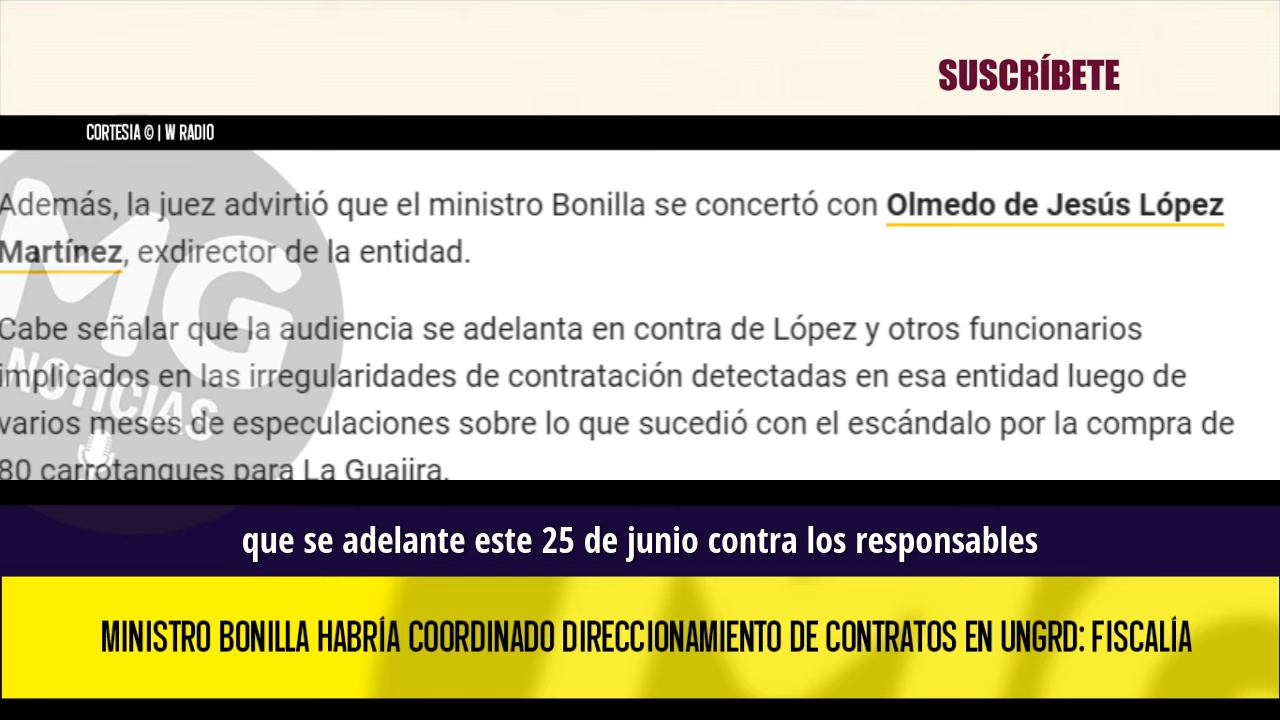 SUSCRÍBETE
CORTESIA © | W RADIO
Además, la juez advirtió que el ministro Bonilla se concertó con Olmedo de Jesús López
Martínez, exdirector de la entidad.
Cabe señalar que la audiencia se adelanta en contra de López y otros funcionarios
implicados en las irregularidades de contratación detectadas en esa entidad luego de
varios meses de especulaciones sobre lo que sucedió con el escándalo por la compra de
80 carrotanques para La Guajira.
MG
NOTICIAS
que se adelante este 25 de junio contra los responsables
MINISTRO BONILLA HABRÍA COORDINADO DIRECCIONAMIENTO DE CONTRATOS EN UNGRD: FISCALÍA